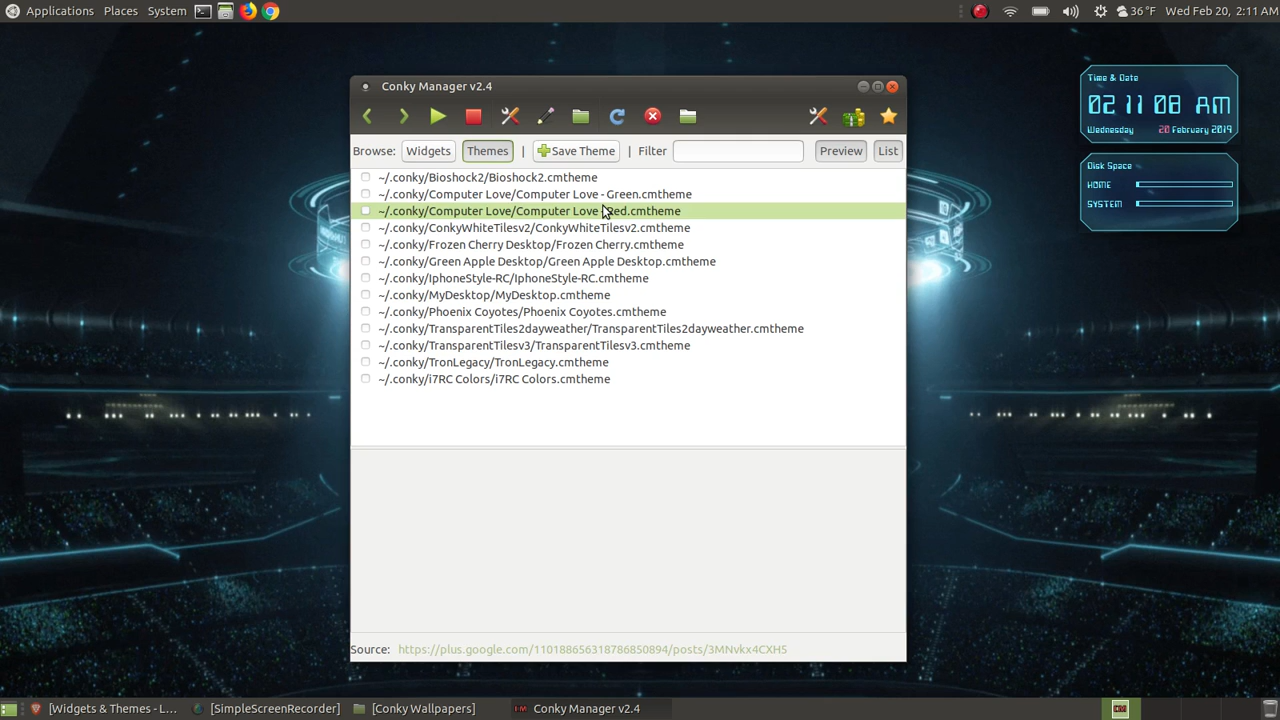 Applications Places System 36 °F Wed Feb 20, 2:11 AM
Conky Manager v2.4
Browse: Widgets Themes | Save Theme | Filter Preview List
~/.conky/Bioshock2/Bioshock2.cmtheme
~/.conky/Computer Love/Computer Love - Green.cmtheme
~/.conky/Computer Love/Computer Love - Red.cmtheme
~/.conky/ConkyWhiteTilesv2/ConkyWhiteTilesv2.cmtheme
~/.conky/Frozen Cherry Desktop/Frozen Cherry.cmtheme
~/.conky/Green Apple Desktop/Green Apple Desktop.cmtheme
~/.conky/IphoneStyle-RC/IphoneStyle-RC.cmtheme
~/.conky/MyDesktop/MyDesktop.cmtheme
~/.conky/Phoenix Coyotes/Phoenix Coyotes.cmtheme
~/.conky/TransparentTiles2dayweather/TransparentTiles2dayweather.cmtheme
~/.conky/TransparentTilesv3/TransparentTilesv3.cmtheme
~/.conky/TronLegacy/TronLegacy.cmtheme
~/.conky/i7RC Colors/i7RC Colors.cmtheme
Source: https://plus.google.com/110188656318786850894/posts/3MNvkx4CXH5
Time & Date
02 11 08 AM
Wednesday 20 February 2019
Disk Space
HOME
SYSTEM
[Widgets & Themes - L... [SimpleScreenRecorder] [Conky Wallpapers] Conky Manager v2.4